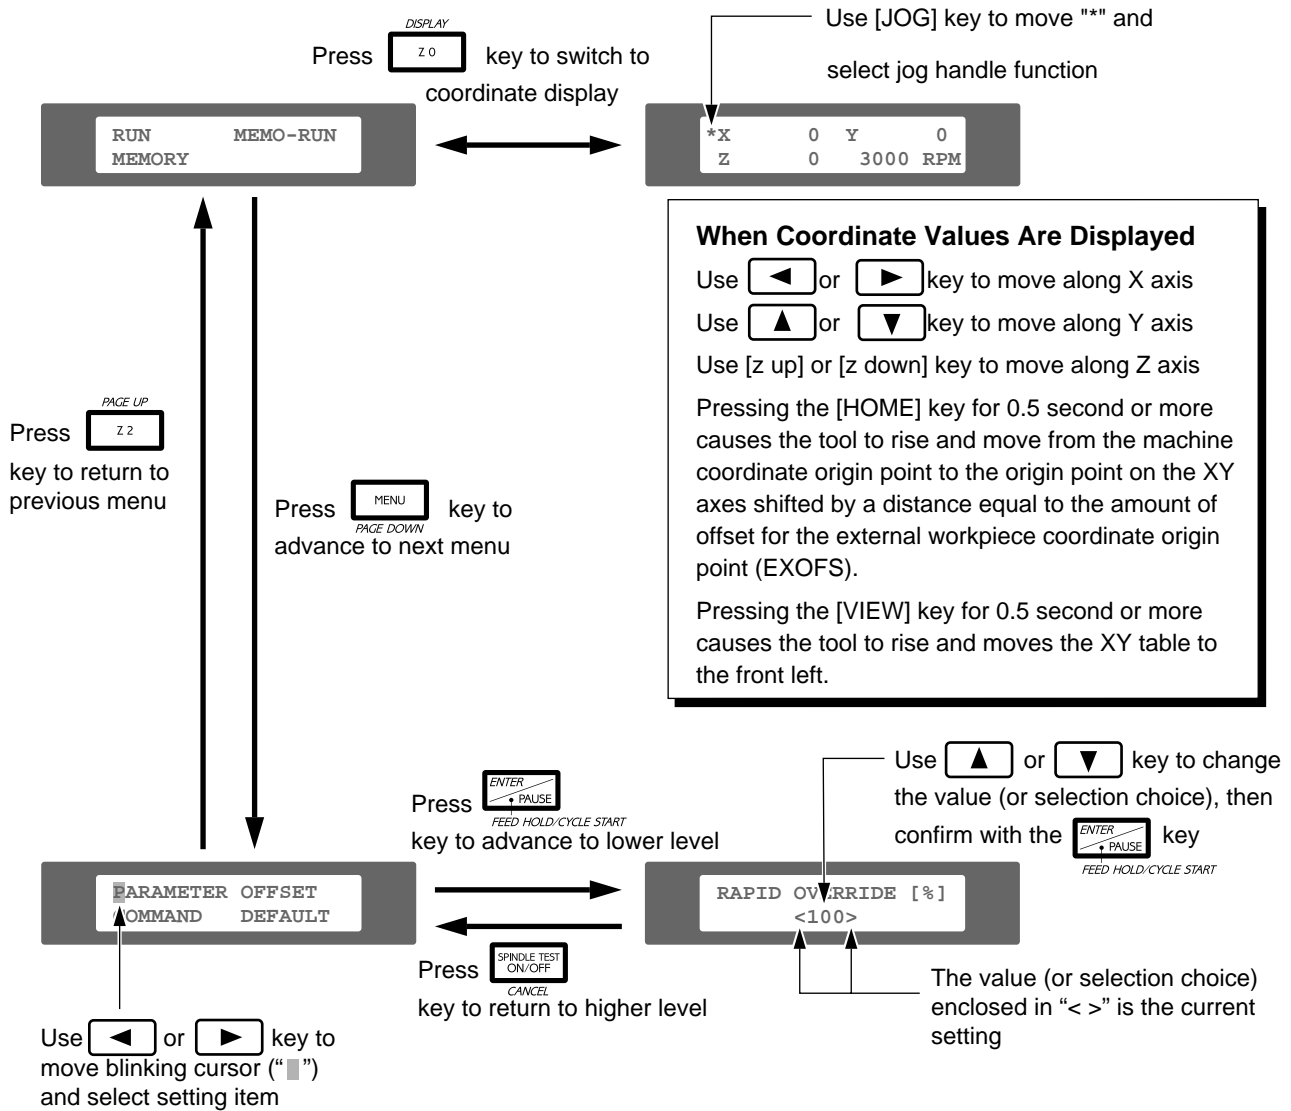 DISPLAY
Press Z 0 key to switch to
coordinate display
Use [JOG] key to move "*" and
select jog handle function
RUN MEMO-RUN
MEMORY
*X 0 Y 0
Z 0 3000 RPM
When Coordinate Values Are Displayed
Use ◄ or ► key to move along X axis
Use ▲ or ▼ key to move along Y axis
Use [z up] or [z down] key to move along Z axis
Pressing the [HOME] key for 0.5 second or more
causes the tool to rise and move from the machine
coordinate origin point to the origin point on the XY
axes shifted by a distance equal to the amount of
offset for the external workpiece coordinate origin
point (EXOFS).
Pressing the [VIEW] key for 0.5 second or more
causes the tool to rise and moves the XY table to
the front left.
PAGE UP
Press Z 2
key to return to
previous menu
Press MENU key to
PAGE DOWN
advance to next menu
Press ENTER PAUSE
FEED HOLD/CYCLE START
key to advance to lower level
Use ▲ or ▼ key to change
the value (or selection choice), then
confirm with the ENTER PAUSE key
FEED HOLD/CYCLE START
PARAMETER OFFSET
COMMAND DEFAULT
RAPID OVERRIDE [%]
<100>
Press SPINDLE TEST ON/OFF
CANCEL
key to return to higher level
The value (or selection choice)
enclosed in “< >” is the current
setting
Use ◄ or ► key to
move blinking cursor (“ ”)
and select setting item